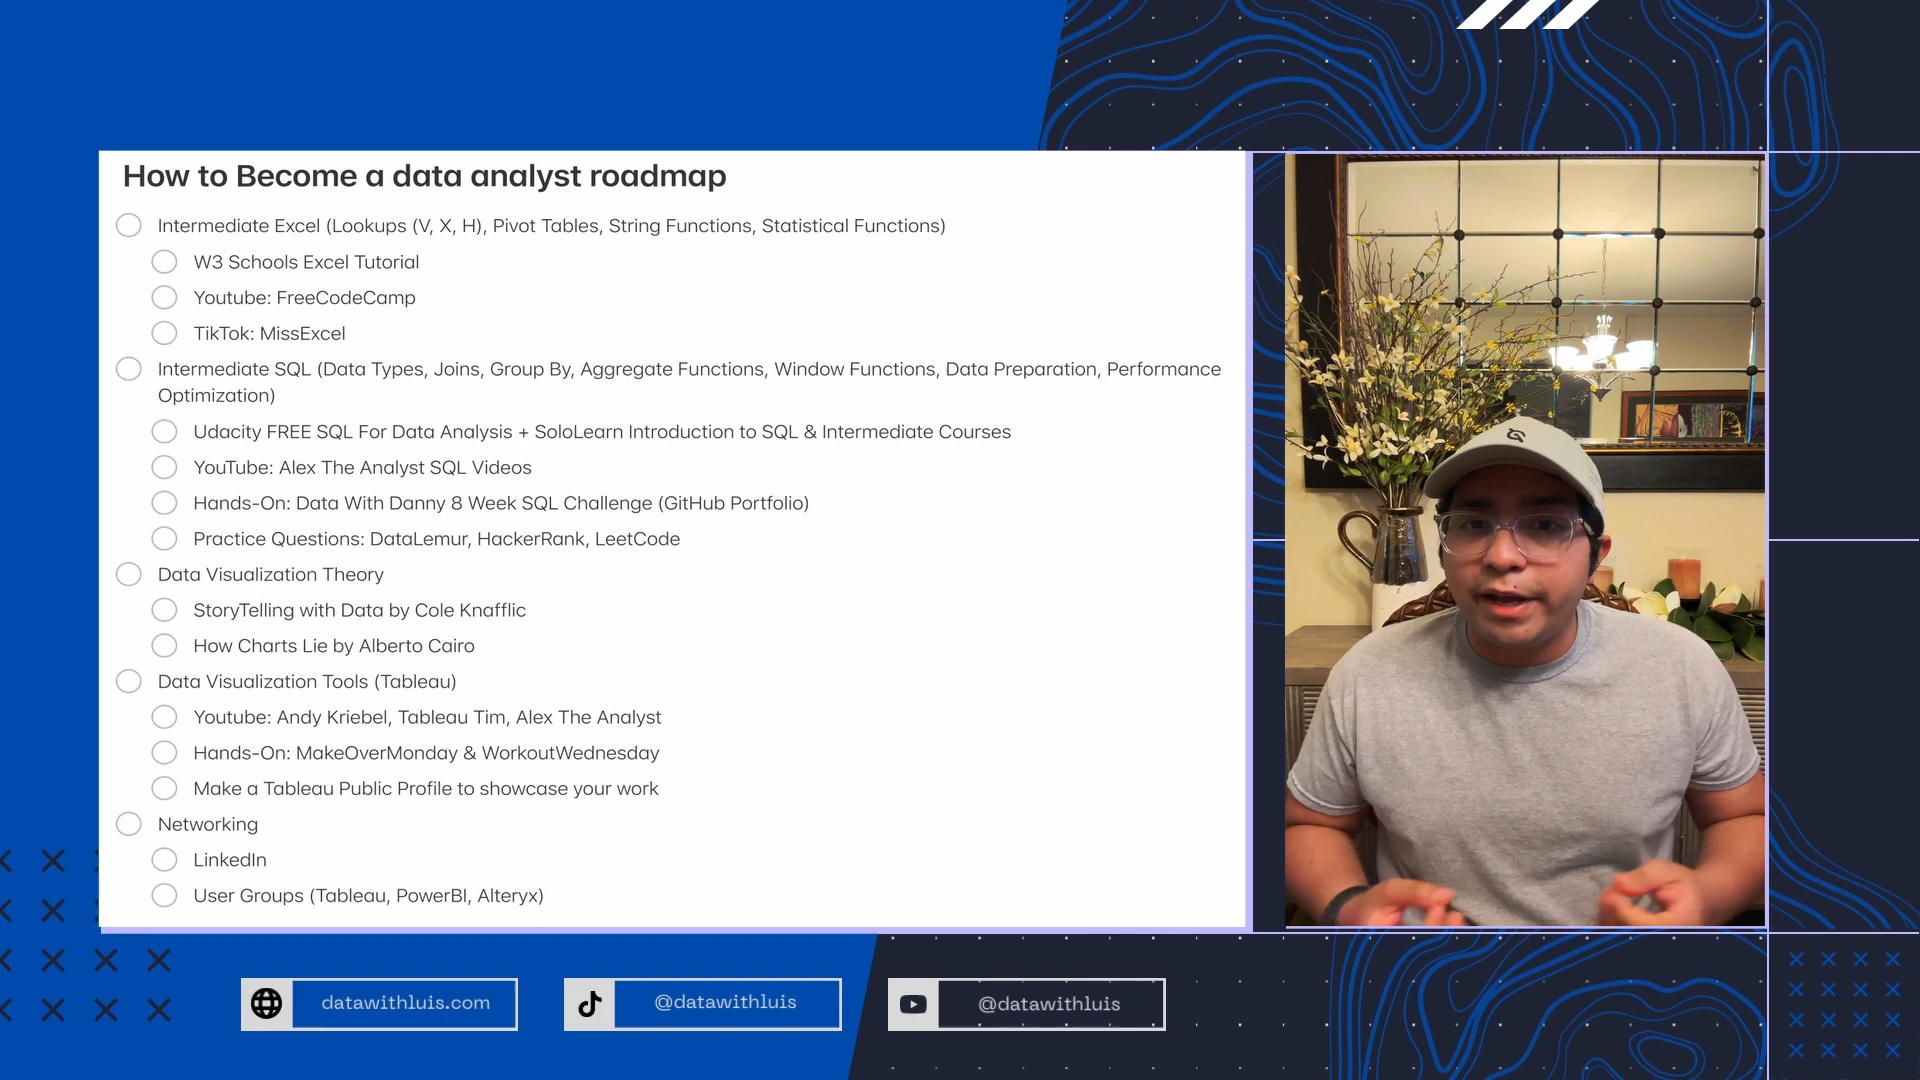 How to Become a data analyst roadmap
Intermediate Excel (Lookups (V, X, H), Pivot Tables, String Functions, Statistical Functions)
W3 Schools Excel Tutorial
Youtube: FreeCodeCamp
TikTok: MissExcel
Intermediate SQL (Data Types, Joins, Group By, Aggregate Functions, Window Functions, Data Preparation, Performance
Optimization)
Udacity FREE SQL For Data Analysis + SoloLearn Introduction to SQL & Intermediate Courses
YouTube: Alex The Analyst SQL Videos
Hands-On: Data With Danny 8 Week SQL Challenge (GitHub Portfolio)
Practice Questions: DataLemur, HackerRank, LeetCode
Data Visualization Theory
StoryTelling with Data by Cole Knafflic
How Charts Lie by Alberto Cairo
Data Visualization Tools (Tableau)
Youtube: Andy Kriebel, Tableau Tim, Alex The Analyst
Hands-On: MakeOverMonday & WorkoutWednesday
Make a Tableau Public Profile to showcase your work
Networking
LinkedIn
User Groups (Tableau, PowerBI, Alteryx)
datawithluis.com
@datawithluis
@datawithluis